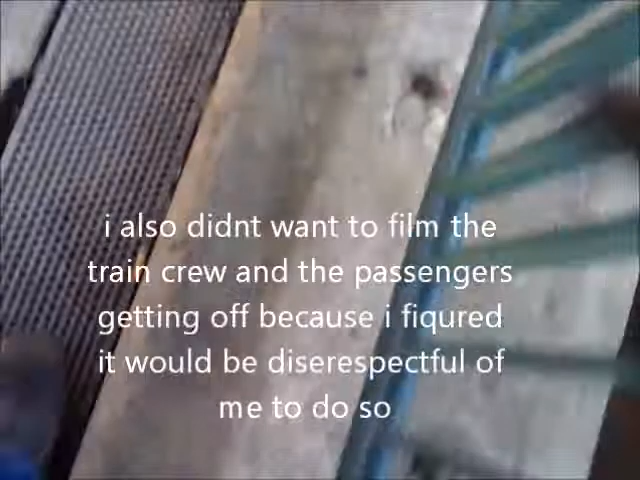 i also didnt want to film the
train crew and the passengers
getting off because i fiqured
it would be diserespectful of
me to do so